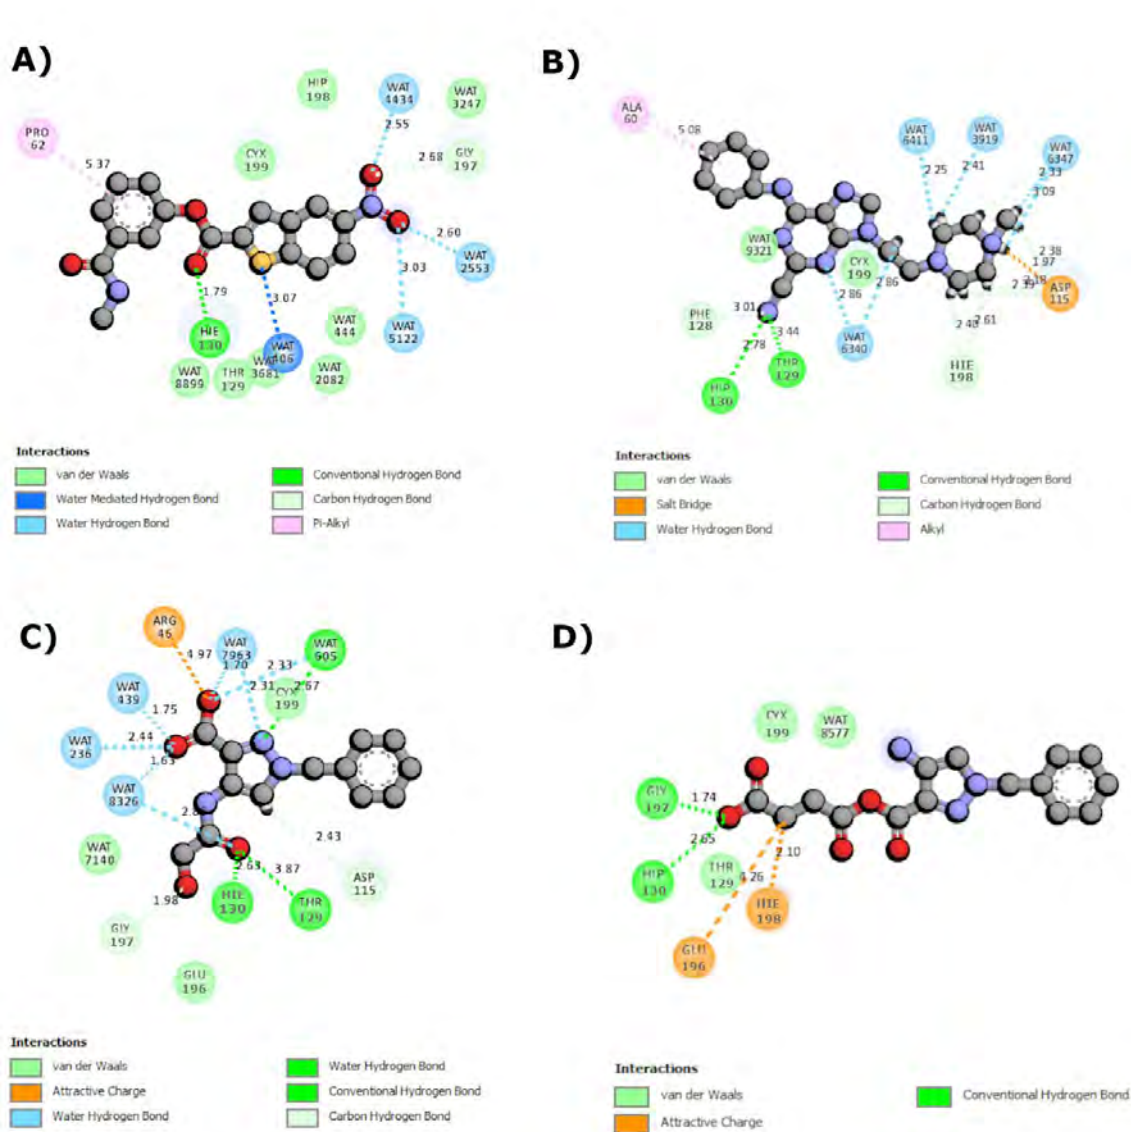 A)
HIP
198
WAT
4434
WAT
3247
PRO
62
2.55
2.68
GLY
197
CYX
199
5.37
2.60
WAT
2553
3.03
1.79
3.07
HIE
130
WAT
444
WAT
5122
WAT
406
WAT
3681
WAT
8899
THR
129
WAT
2082
Interactions
van der Waals
Water Mediated Hydrogen Bond
Water Hydrogen Bond
Conventional Hydrogen Bond
Carbon Hydrogen Bond
Pi-Alkyl
B)
ALA
60
5.08
WAT
6411
WAT
3919
WAT
6347
2.25
2.41
2.33
3.09
WAT
9321
CYX
199
2.38
1.97
2.39
ASP
115
2.86
2.86
3.01
PHE
128
3.44
2.78
WAT
6340
2.61
2.40
THR
129
HIE
198
HIP
130
Interactions
van der Waals
Salt Bridge
Water Hydrogen Bond
Conventional Hydrogen Bond
Carbon Hydrogen Bond
Alkyl
C)
ARG
46
WAT
7963
WAT
605
4.97
1.70
2.33
2.31
2.67
WAT
439
1.75
CYX
199
WAT
236
2.44
1.63
WAT
8326
2.43
WAT
7140
2.63
3.87
ASP
115
1.98
HIE
130
THR
129
GLY
197
GLU
196
Interactions
van der Waals
Attractive Charge
Water Hydrogen Bond
Water Hydrogen Bond
Conventional Hydrogen Bond
Carbon Hydrogen Bond
D)
CYX
199
WAT
8577
GLY
197
1.74
2.65
HIP
130
THR
129
4.26
2.10
HIE
198
GLU
196
Interactions
van der Waals
Attractive Charge
Conventional Hydrogen Bond